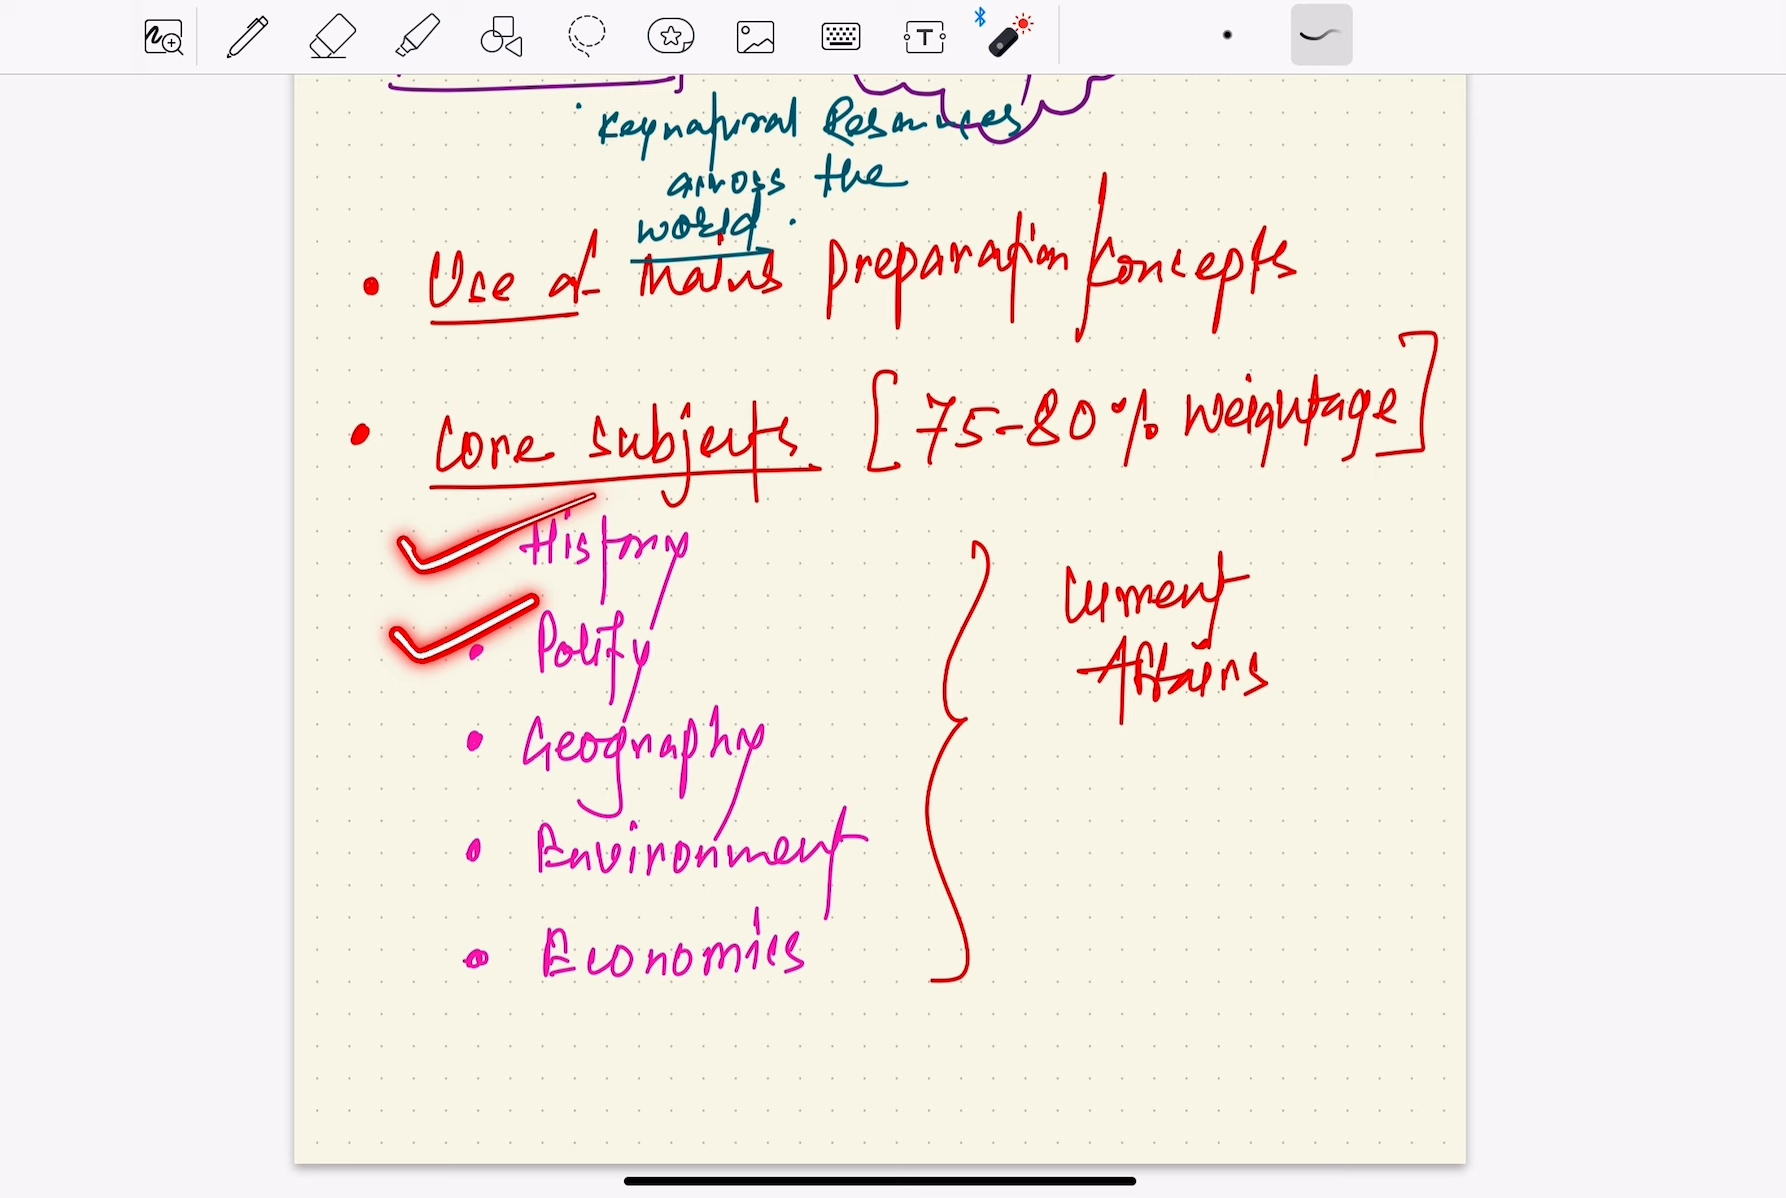 Key natural Resources
across the
world.
• Use of Mains Preparation/Concepts
• Core Subjects [75-80% Weightage]
History
• Polity
• Geography
• Environment
• Economics
Current
Affairs